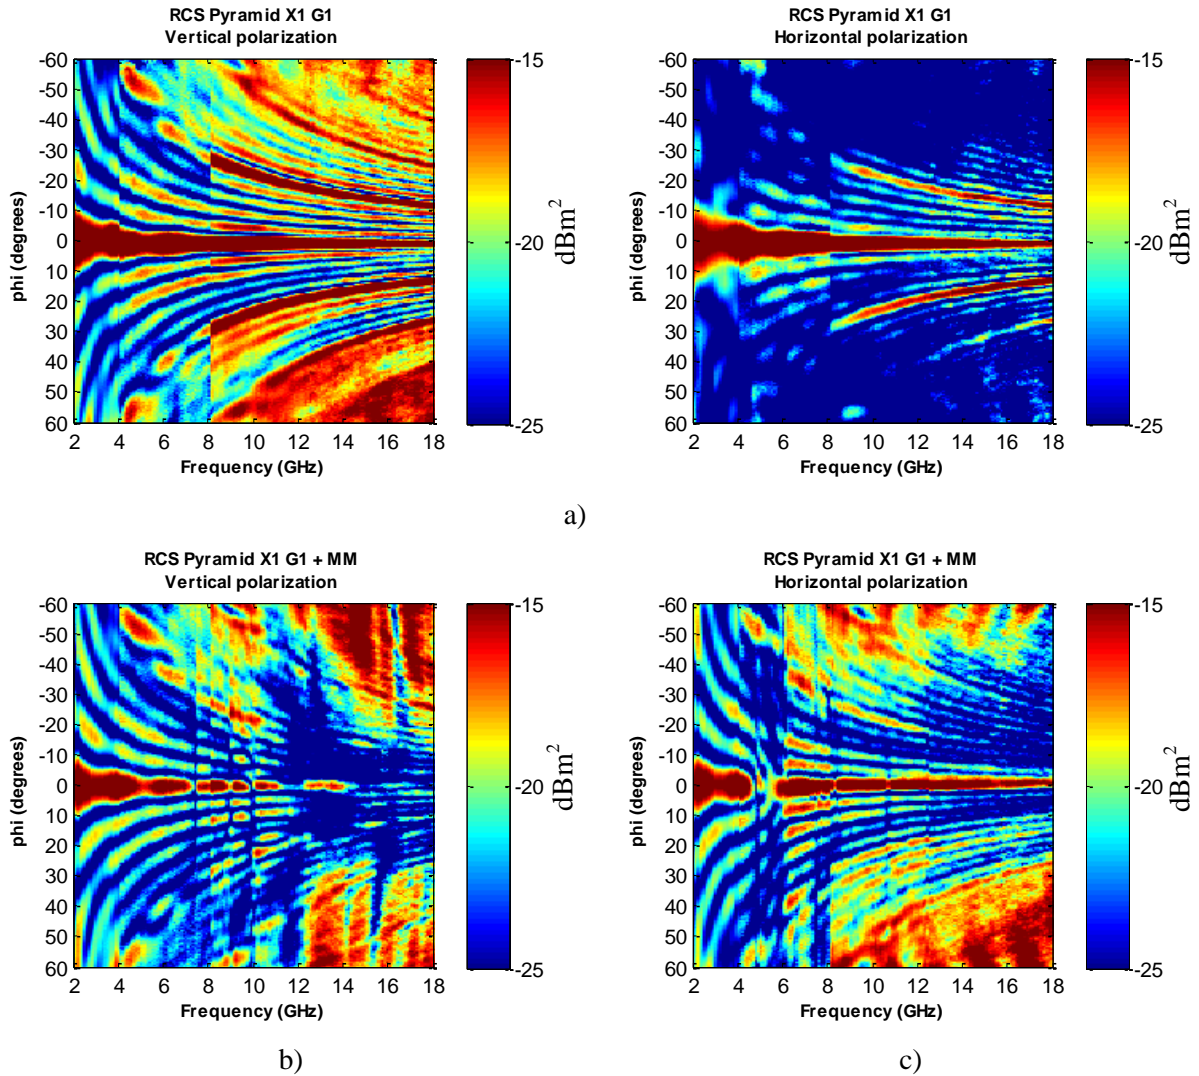 RCS Pyramid X1 G1
Vertical polarization
-60
-50
-40
-30
-20
-10
0
10
20
30
40
50
60
phi (degrees)
2 4 6 8 10 12 14 16 18
Frequency (GHz)
-15
-20
-25
dBm²
RCS Pyramid X1 G1
Horizontal polarization
-60
-50
-40
-30
-20
-10
0
10
20
30
40
50
60
phi (degrees)
2 4 6 8 10 12 14 16 18
Frequency (GHz)
-15
-20
-25
dBm²
a)
RCS Pyramid X1 G1 + MM
Vertical polarization
-60
-50
-40
-30
-20
-10
0
10
20
30
40
50
60
phi (degrees)
2 4 6 8 10 12 14 16 18
Frequency (GHz)
-15
-20
-25
dBm²
RCS Pyramid X1 G1 + MM
Horizontal polarization
-60
-50
-40
-30
-20
-10
0
10
20
30
40
50
60
phi (degrees)
2 4 6 8 10 12 14 16 18
Frequency (GHz)
-15
-20
-25
dBm²
b)
c)